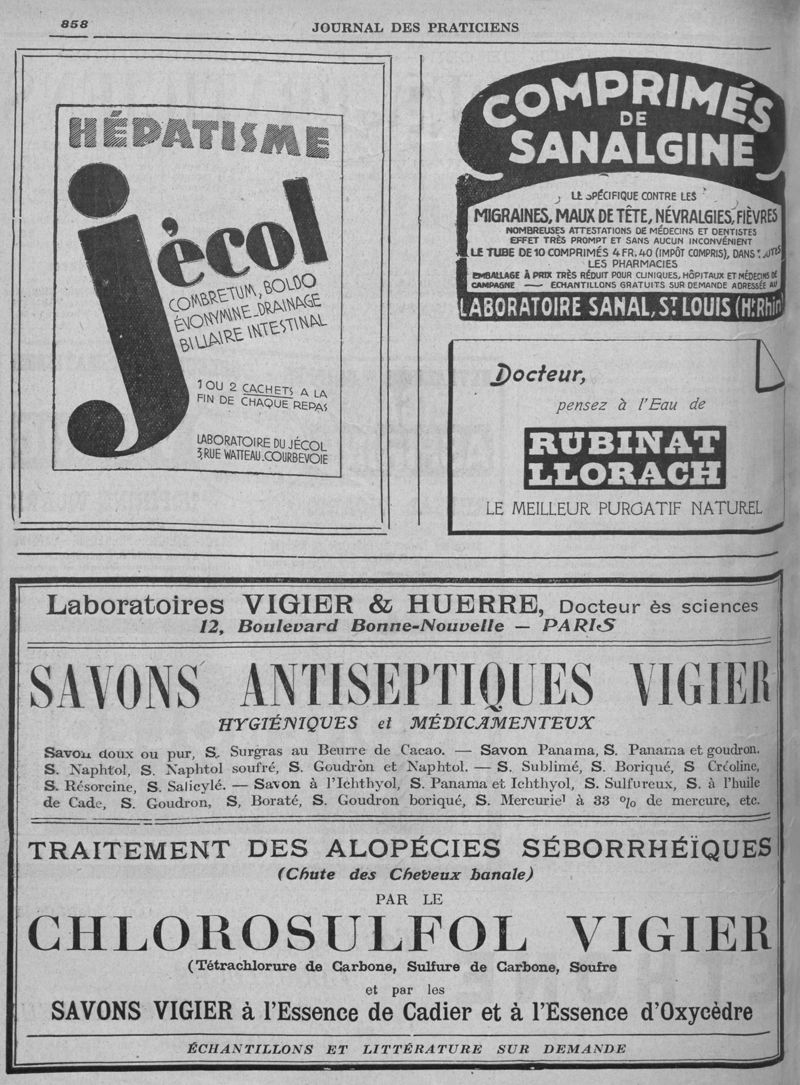 858
JOURNAL DES PRATICIENS
HÉPATISME
jécol
COMBRETUM, BOLDO
ÉVONYMINE_DRAINAGE
BILIAIRE INTESTINAL
1 OU 2 CACHETS A LA
FIN DE CHAQUE REPAS
LABORATOIRE DU JÉCOL
3, RUE WATTEAU. COURBEVOIE
COMPRIMÉS
DE
SANALGINE
LE SPÉCIFIQUE CONTRE LES
MIGRAINES, MAUX DE TÊTE, NÉVRALGIES, FIÈVRES
NOMBREUSES ATTESTATIONS DE MÉDECINS ET DENTISTES
EFFET TRÈS PROMPT ET SANS AUCUN INCONVÉNIENT
LE TUBE DE 10 COMPRIMÉS 4 FR. 40 (IMPÔT COMPRIS), DANS TOUTES
LES PHARMACIES
EMBALLAGE À PRIX TRÈS RÉDUIT POUR CLINIQUES, HÔPITAUX ET MÉDECINS DE
CAMPAGNE — ECHANTILLONS GRATUITS SUR DEMANDE ADRESSÉE AU
LABORATOIRE SANAL, ST LOUIS (Ht Rhin)
Docteur,
pensez à l'Eau de
RUBINAT
LLORACH
LE MEILLEUR PURGATIF NATUREL
Laboratoires VIGIER & HUERRE, Docteur ès sciences
12, Boulevard Bonne-Nouvelle — PARIS
SAVONS ANTISEPTIQUES VIGIER
HYGIÉNIQUES et MÉDICAMENTEUX
Savon doux ou pur, S. Surgras au Beurre de Cacao. — Savon Panama, S. Panama et goudron.
S. Naphtol, S. Naphtol soufré, S. Goudron et Naphtol. — S. Sublimé, S. Boriqué, S Créoline,
S. Résorcine, S. Salicylé. — Savon à l'Ichthyol, S. Panama et Ichthyol, S. Sulfureux, S. à l'huile
de Cade, S. Goudron, S, Boraté, S. Goudron boriqué, S. Mercuriel à 33 % de mercure, etc.
TRAITEMENT DES ALOPÉCIES SÉBORRHÉÏQUES
(Chute des Cheveux banale)
PAR LE
CHLOROSULFOL VIGIER
(Tétrachlorure de Carbone, Sulfure de Carbone, Soufre
et par les
SAVONS VIGIER à l'Essence de Cadier et à l'Essence d'Oxycèdre
ÉCHANTILLONS ET LITTÉRATURE SUR DEMANDE